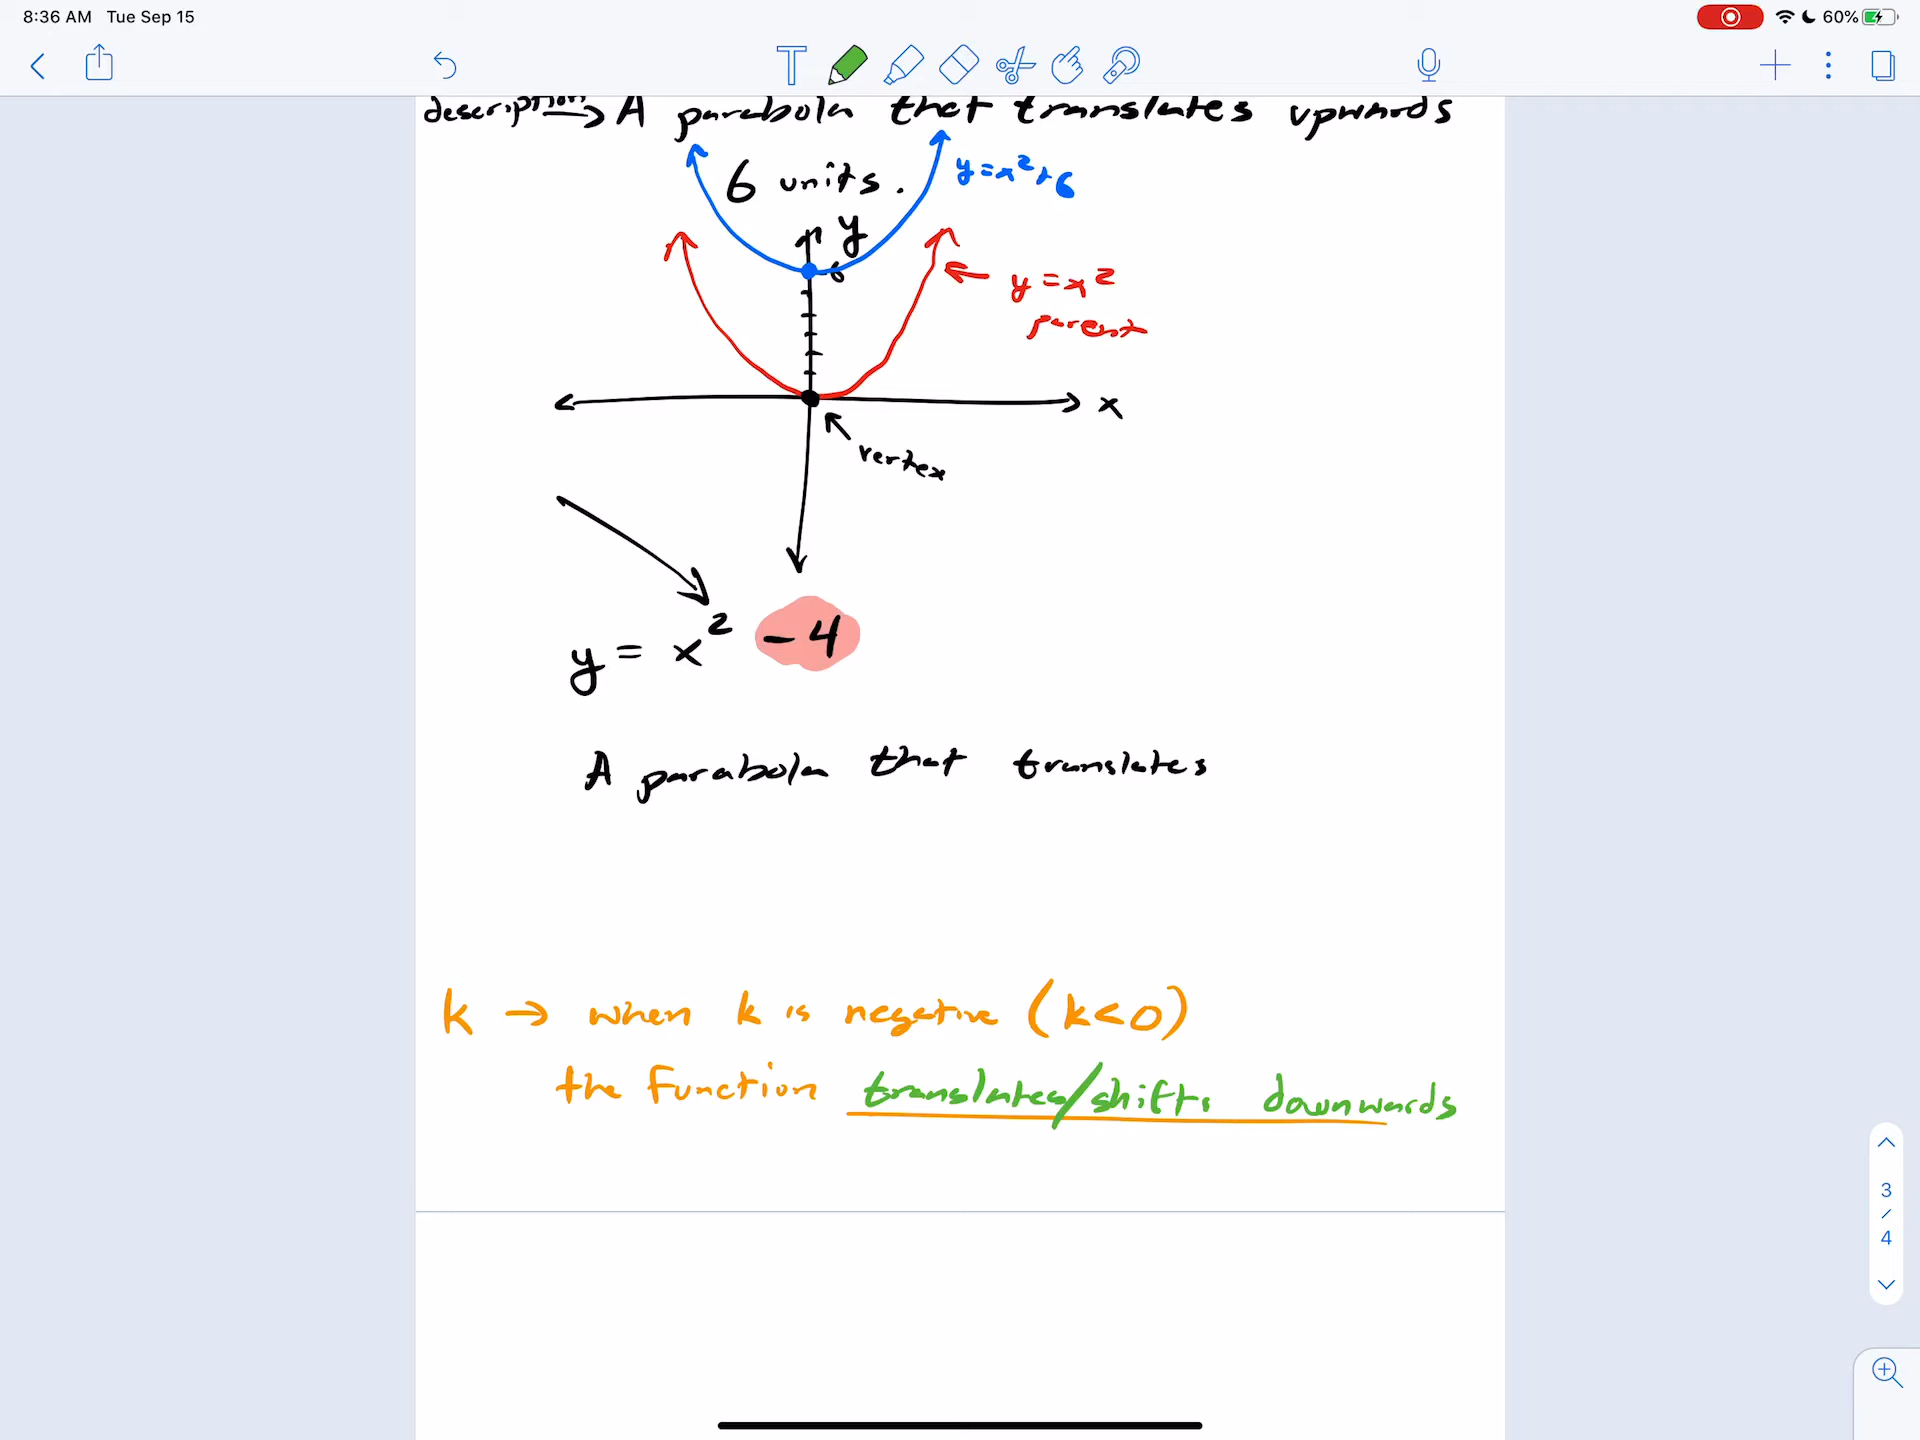 8:36 AM Tue Sep 15
60%
T
description → A parabola that translates upwards
6 units.
y = x² + 6
y
6
y = x²
parent
x
vertex
y = x² - 4
A parabola that translates
k → when k is negative (k<0)
the function translates/shifts downwards
3
/
4